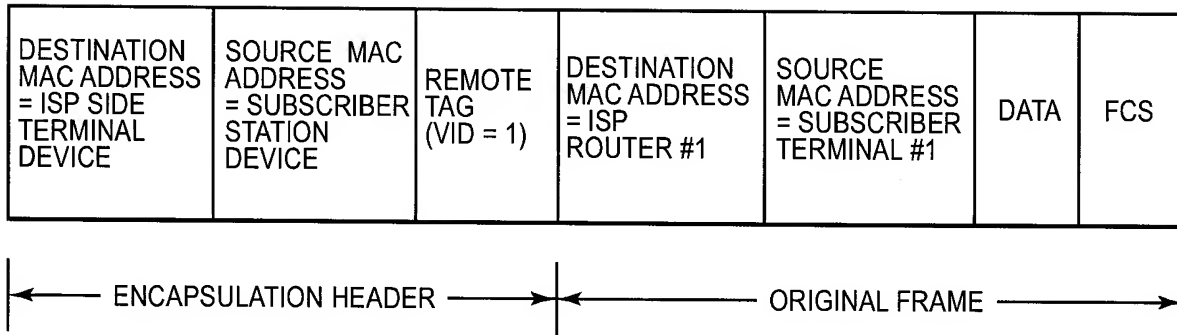 DESTINATION
MAC ADDRESS
= ISP SIDE
TERMINAL
DEVICE
SOURCE MAC
ADDRESS
= SUBSCRIBER
STATION
DEVICE
REMOTE
TAG
(VID = 1)
DESTINATION
MAC ADDRESS
= ISP
ROUTER #1
SOURCE
MAC ADDRESS
= SUBSCRIBER
TERMINAL #1
DATA
FCS
ENCAPSULATION HEADER
ORIGINAL FRAME